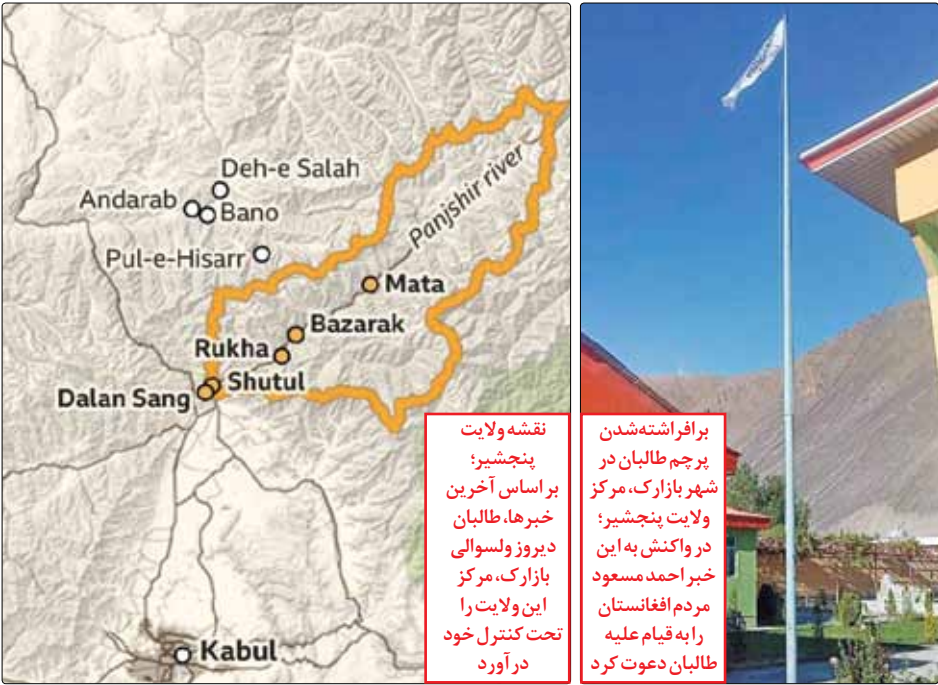 Deh-e Salah
Andarab
Bano
Pul-e-Hisarr
Panjshir river
Mata
Bazarak
Rukha
Shutul
Dalan Sang
Kabul
نقشه ولایت
پنجشیر؛
بر اساس آخرین
خبرها، طالبان
دیروز ولسوالی
بازارک، مرکز
این ولایت را
تحت کنترل خود
درآورد
برافراشته‌شدن
پرچم طالبان در
شهر بازارک، مرکز
ولایت پنجشیر؛
در واکنش به این
خبر احمد مسعود
مردم افغانستان
را به قیام علیه
طالبان دعوت کرد